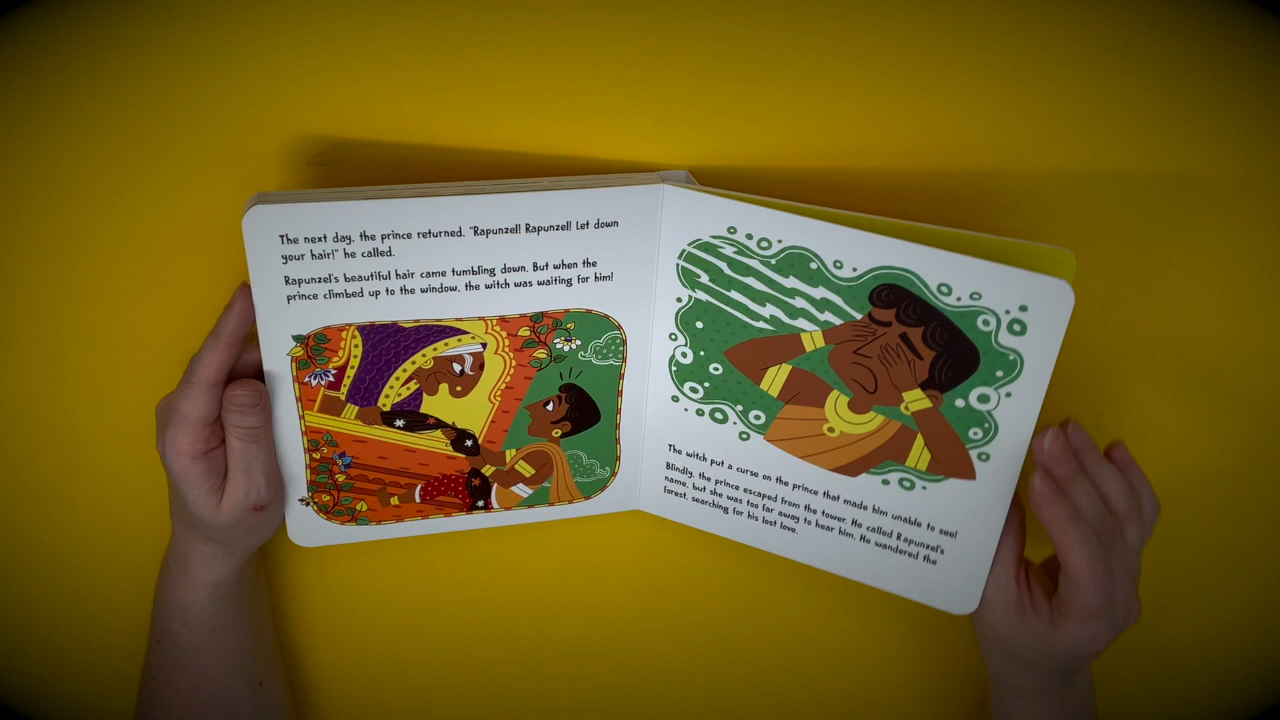 The next day, the prince returned. "Rapunzel! Rapunzel! Let down
your hair!" he called.
Rapunzel's beautiful hair came tumbling down. But when the
prince climbed up to the window, the witch was waiting for him!
The witch put a curse on the prince that made him unable to see!
Blindly, the prince escaped from the tower. He called Rapunzel's
name, but she was too far away to hear him. He wandered the
forest, searching for his lost love.